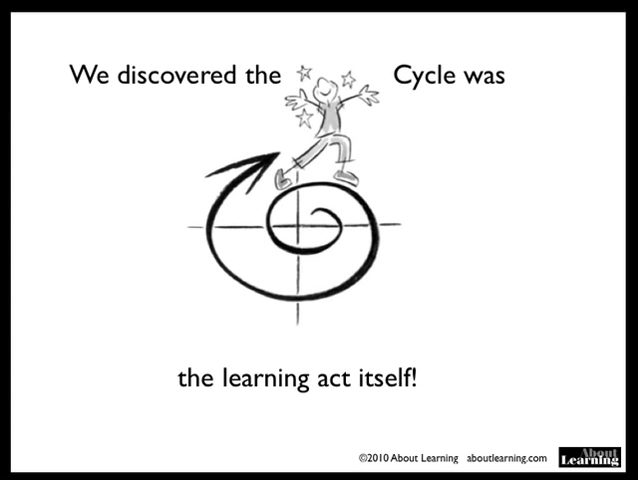 We discovered the Cycle was
the learning act itself!
©2010 About Learning aboutlearning.com
About
Learning